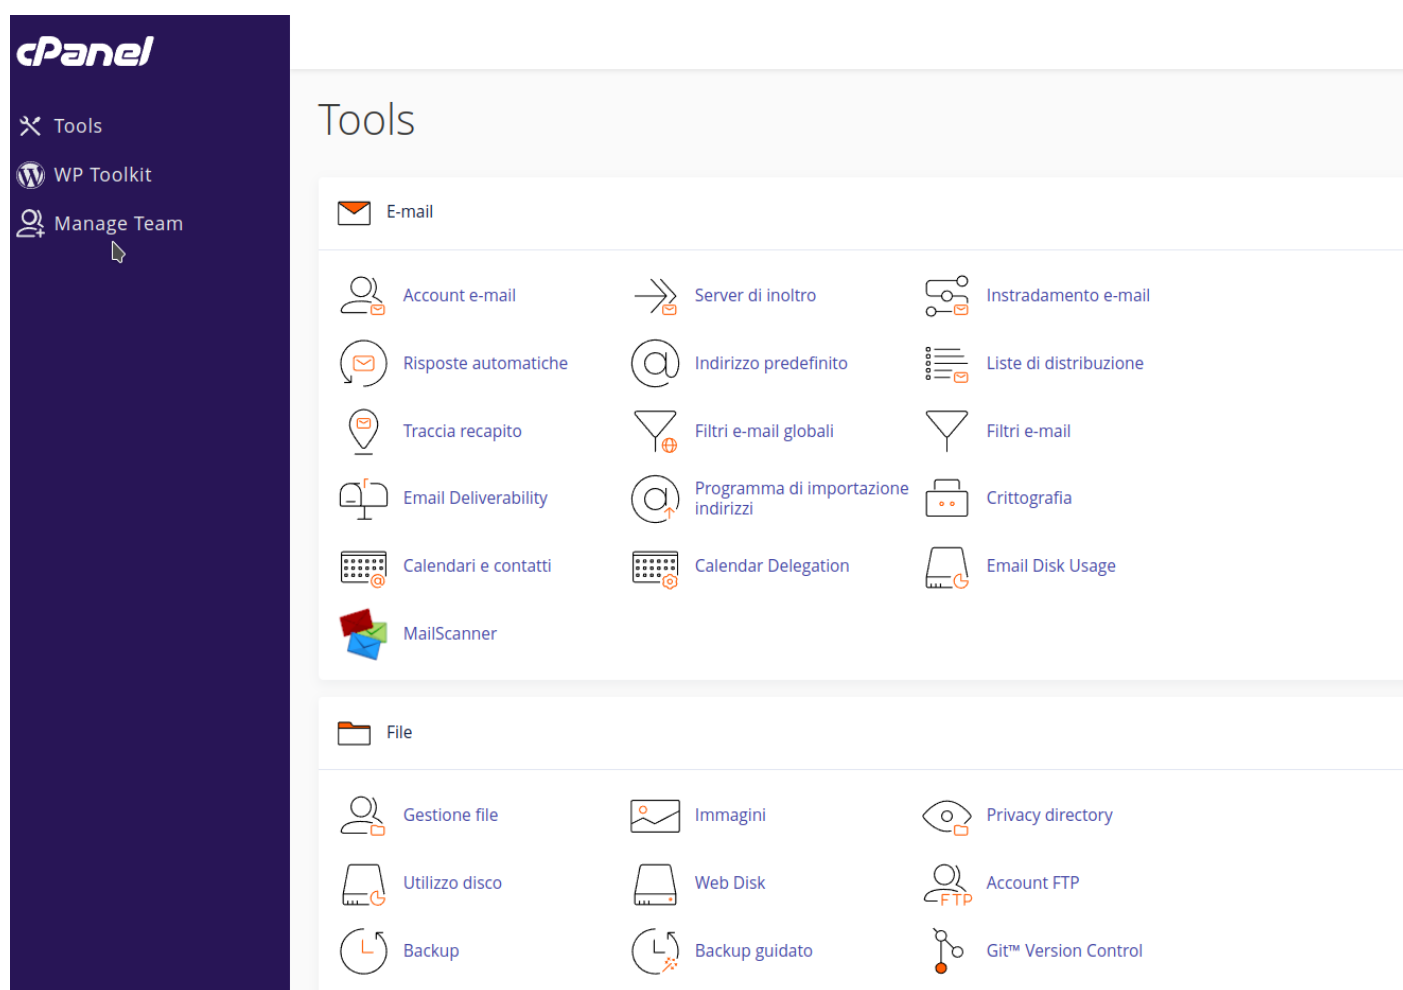 cPanel
Tools
WP Toolkit
Manage Team
Tools
E-mail
Account e-mail
Server di inoltro
Instradamento e-mail
Risposte automatiche
Indirizzo predefinito
Liste di distribuzione
Traccia recapito
Filtri e-mail globali
Filtri e-mail
Email Deliverability
Programma di importazione
indirizzi
Crittografia
Calendari e contatti
Calendar Delegation
Email Disk Usage
MailScanner
File
Gestione file
Immagini
Privacy directory
Utilizzo disco
Web Disk
FTP
Account FTP
Backup
Backup guidato
Git™ Version Control